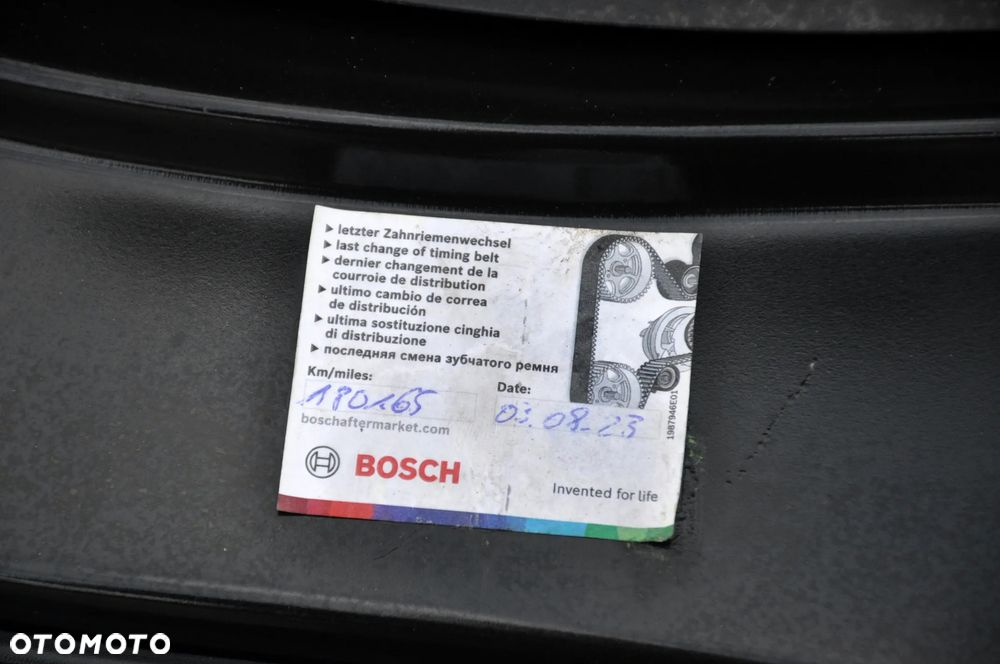 ▶ letzter Zahnriemenwechsel
▶ last change of timing belt
▶ dernier changement de la
courroie de distribution
▶ ultimo cambio de correa
de distribución
▶ ultima sostituzione cinghia
di distribuzione
▶ последняя смена зубчатого ремня
Km/miles:
180165
Date:
03.08.23
boschaftermarket.com
BOSCH
Invented for life
1987946E01
OTOMOTO